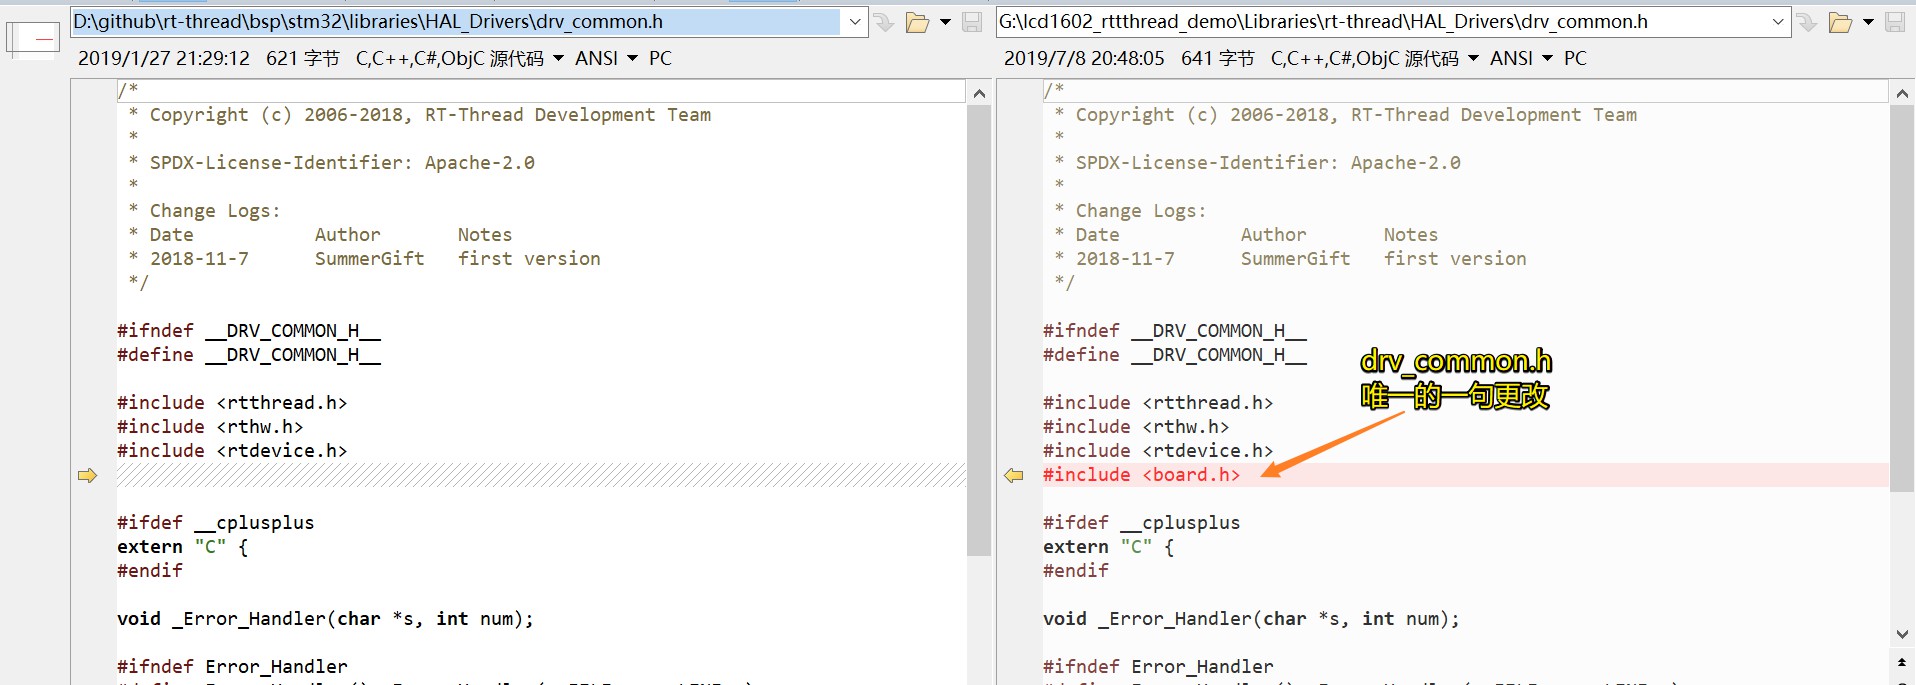 D:\github\rt-thread\bsp\stm32\libraries\HAL_Drivers\drv_common.h
2019/1/27 21:29:12 621 字节 C,C++,C#,ObjC 源代码 ANSI PC
/*
* Copyright (c) 2006-2018, RT-Thread Development Team
*
* SPDX-License-Identifier: Apache-2.0
*
* Change Logs:
* Date Author Notes
* 2018-11-7 SummerGift first version
*/
#ifndef __DRV_COMMON_H__
#define __DRV_COMMON_H__
#include <rtthread.h>
#include <rthw.h>
#include <rtdevice.h>
#ifdef __cplusplus
extern "C" {
#endif
void _Error_Handler(char *s, int num);
#ifndef Error_Handler
G:\lcd1602_rttthread_demo\Libraries\rt-thread\HAL_Drivers\drv_common.h
2019/7/8 20:48:05 641 字节 C,C++,C#,ObjC 源代码 ANSI PC
/*
* Copyright (c) 2006-2018, RT-Thread Development Team
*
* SPDX-License-Identifier: Apache-2.0
*
* Change Logs:
* Date Author Notes
* 2018-11-7 SummerGift first version
*/
#ifndef __DRV_COMMON_H__
#define __DRV_COMMON_H__
drv_common.h
唯一的一句更改
#include <rtthread.h>
#include <rthw.h>
#include <rtdevice.h>
#include <board.h>
#ifdef __cplusplus
extern "C" {
#endif
void _Error_Handler(char *s, int num);
#ifndef Error_Handler